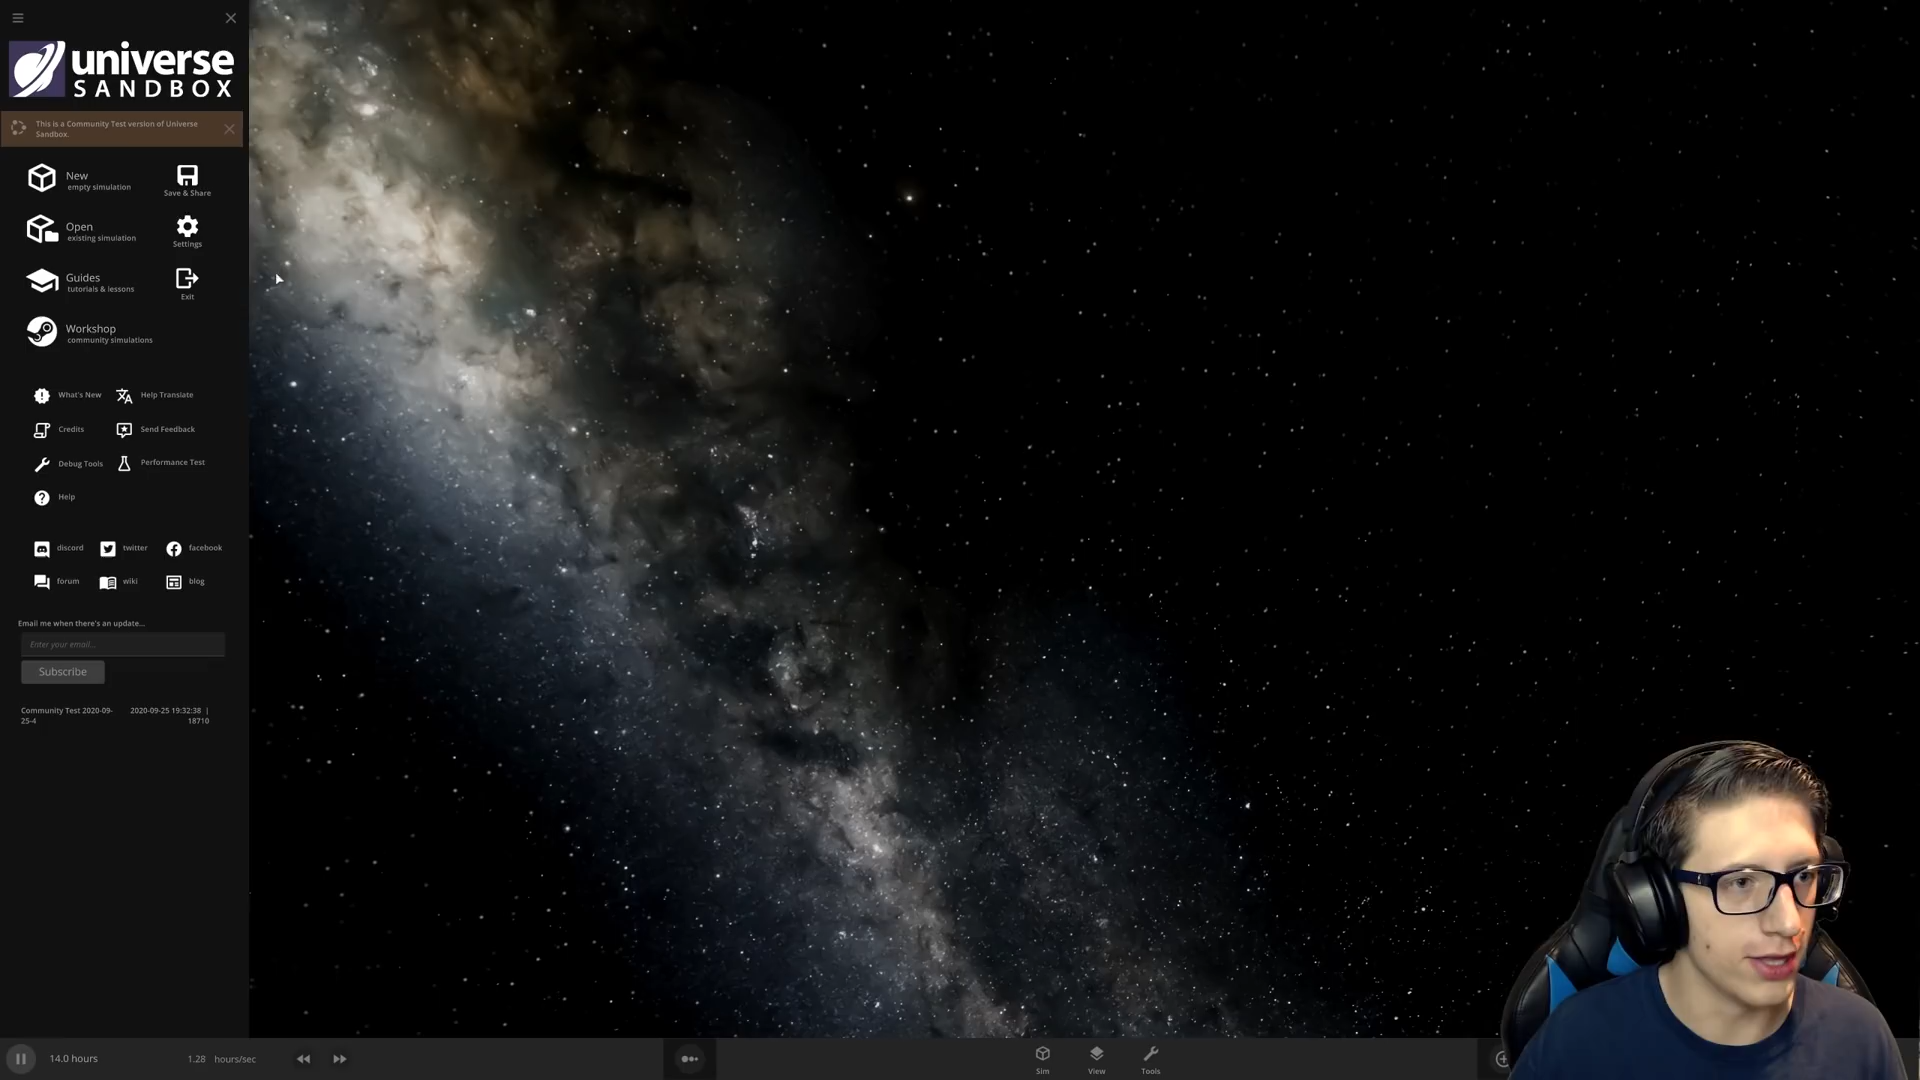 universe
SANDBOX
This is a Community Test version of Universe
Sandbox.
New
empty simulation
Save & Share
Open
existing simulation
Settings
Guides
tutorials & lessons
Exit
Workshop
community simulations
What's New
Help Translate
Credits
Send Feedback
Debug Tools
Performance Test
Help
discord
twitter
facebook
forum
wiki
blog
Email me when there's an update...
Enter your email...
Subscribe
Community Test 2020-09-
25-4
2020-09-25 19:32:38 |
18710
14.0 hours
1.28 hours/sec
Sim
View
Tools